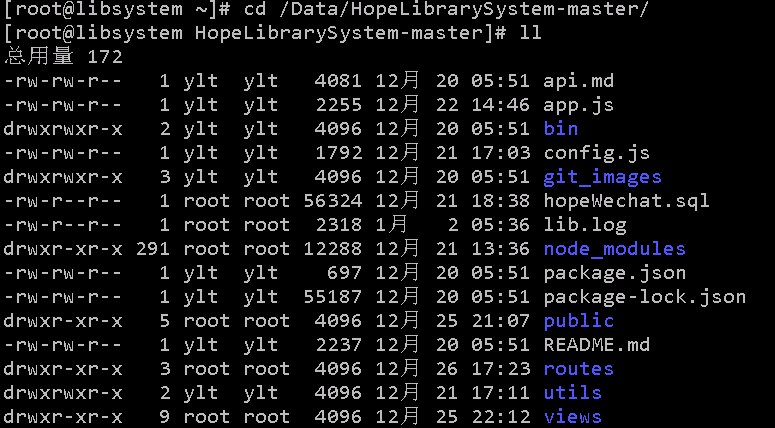 [root@libsystem ~]# cd /Data/HopeLibrarySystem-master/
[root@libsystem HopeLibrarySystem-master]# ll
总用量 172
-rw-rw-r--   1 ylt  ylt   4081 12月 20 05:51 api.md
-rw-rw-r--   1 ylt  ylt   2255 12月 22 14:46 app.js
drwxrwxr-x   2 ylt  ylt   4096 12月 20 05:51 bin
-rw-rw-r--   1 ylt  ylt   1792 12月 21 17:03 config.js
drwxrwxr-x   3 ylt  ylt   4096 12月 20 05:51 git_images
-rw-r--r--   1 root root 56324 12月 21 18:38 hopeWechat.sql
-rw-r--r--   1 root root  2318 1月   2 05:36 lib.log
drwxr-xr-x 291 root root 12288 12月 21 13:36 node_modules
-rw-rw-r--   1 ylt  ylt    697 12月 20 05:51 package.json
-rw-rw-r--   1 ylt  ylt  55187 12月 20 05:51 package-lock.json
drwxr-xr-x   5 root root  4096 12月 25 21:07 public
-rw-rw-r--   1 ylt  ylt   2237 12月 20 05:51 README.md
drwxr-xr-x   3 root root  4096 12月 26 17:23 routes
drwxrwxr-x   2 ylt  ylt   4096 12月 21 17:11 utils
drwxr-xr-x   9 root root  4096 12月 25 22:12 views